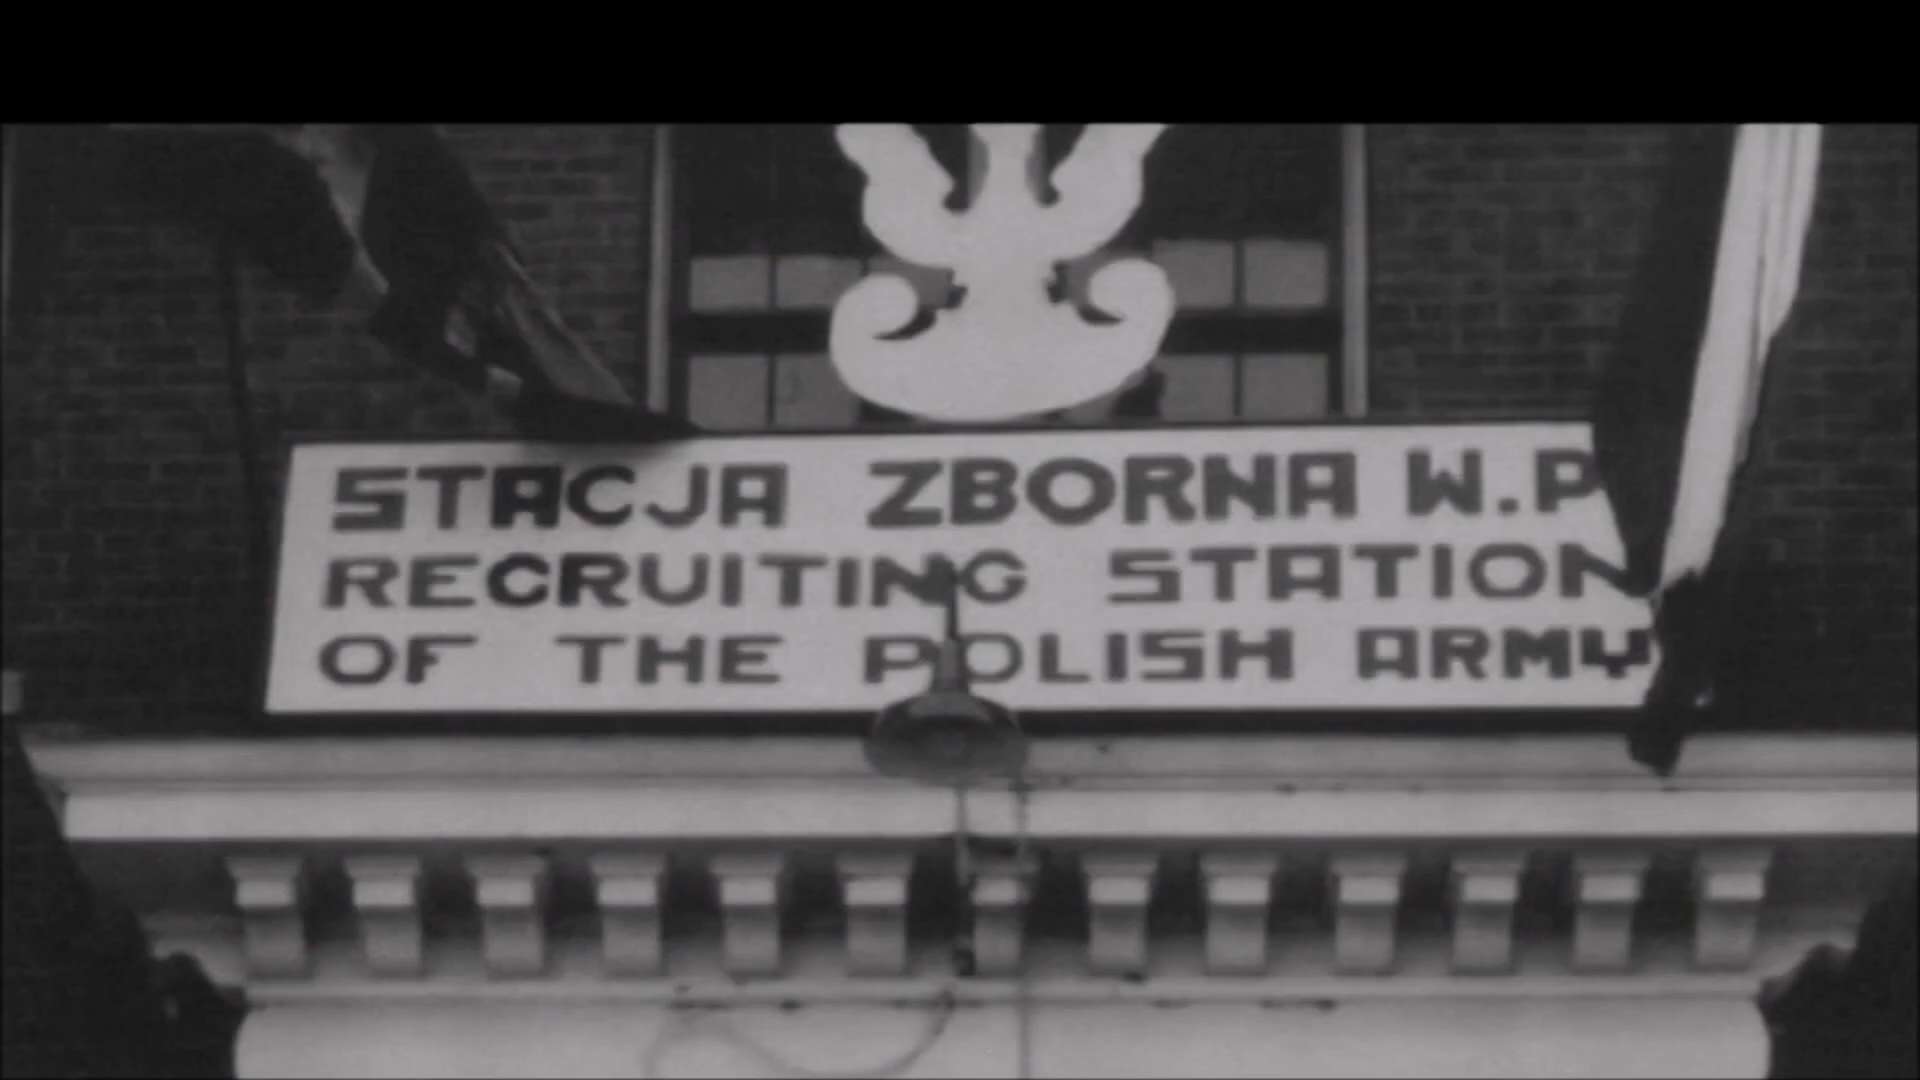 STACJA ZBORNA W.P
RECRUITING STATION
OF THE POLISH ARMY